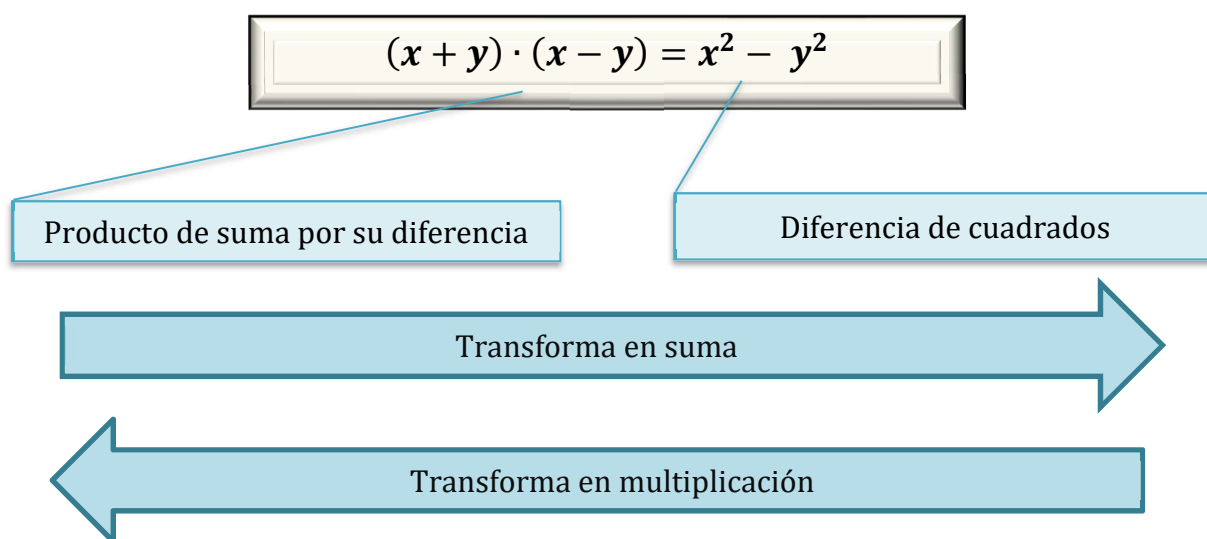 (x + y) · (x − y) = x² − y²
Producto de suma por su diferencia
Diferencia de cuadrados
Transforma en suma
Transforma en multiplicación